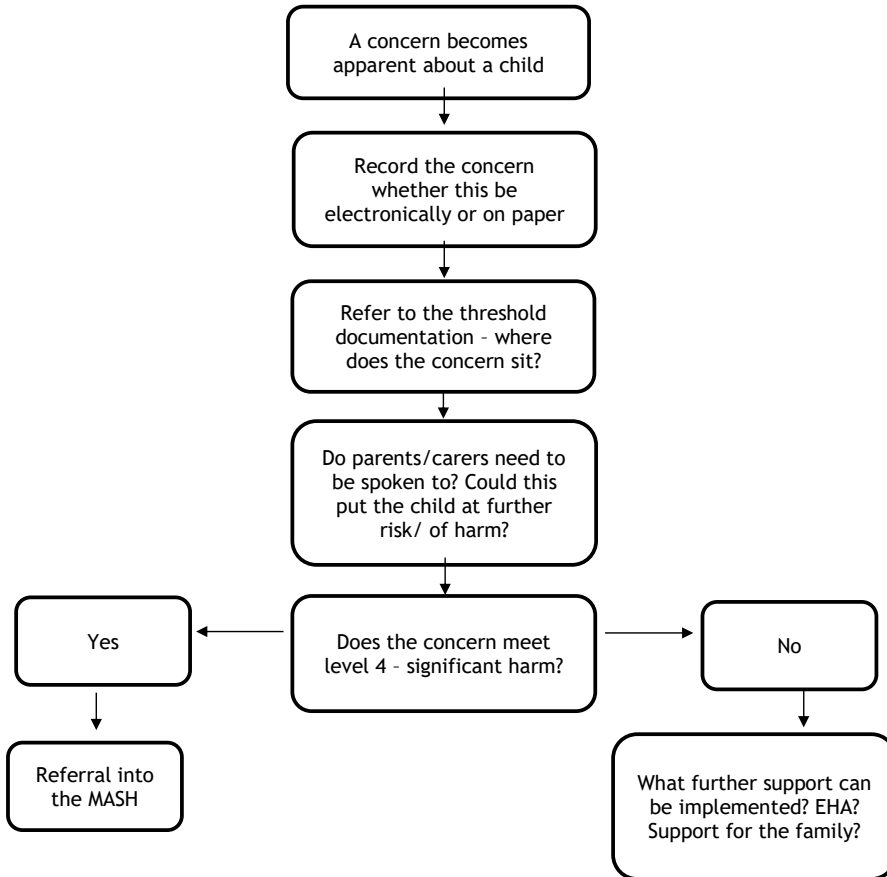 A concern becomes
apparent about a child
Record the concern
whether this be
electronically or on paper
Refer to the threshold
documentation – where
does the concern sit?
Do parents/carers need to
be spoken to? Could this
put the child at further
risk/ of harm?
Does the concern meet
level 4 – significant harm?
Yes
No
Referral into
the MASH
What further support can
be implemented? EHA?
Support for the family?